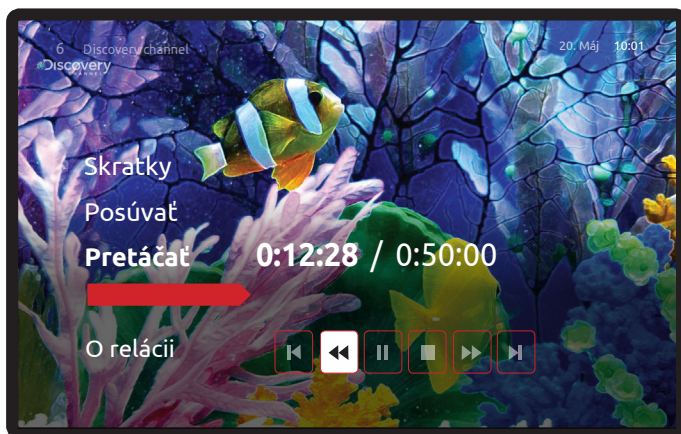 6 Discovery channel
20. Máj 10:01
Discovery
CHANNEL
Skratky
Posúvať
Pretáčať 0:12:28 / 0:50:00
O relácii